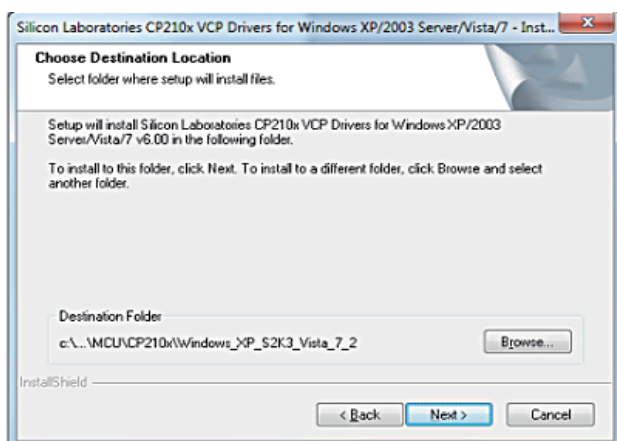 Silicon Laboratories CP210x VCP Drivers for Windows XP/2003 Server/Vista/7 - Inst...
Choose Destination Location
Select folder where setup will install files.
Setup will install Silicon Laboratories CP210x VCP Drivers for Windows XP/2003
Server/Vista/7 v6.00 in the following folder.
To install to this folder, click Next. To install to a different folder, click Browse and select
another folder.
Destination Folder
c:\...\MCU\CP210x\Windows_XP_S2K3_Vista_7_2
Browse...
InstallShield
< Back
Next >
Cancel